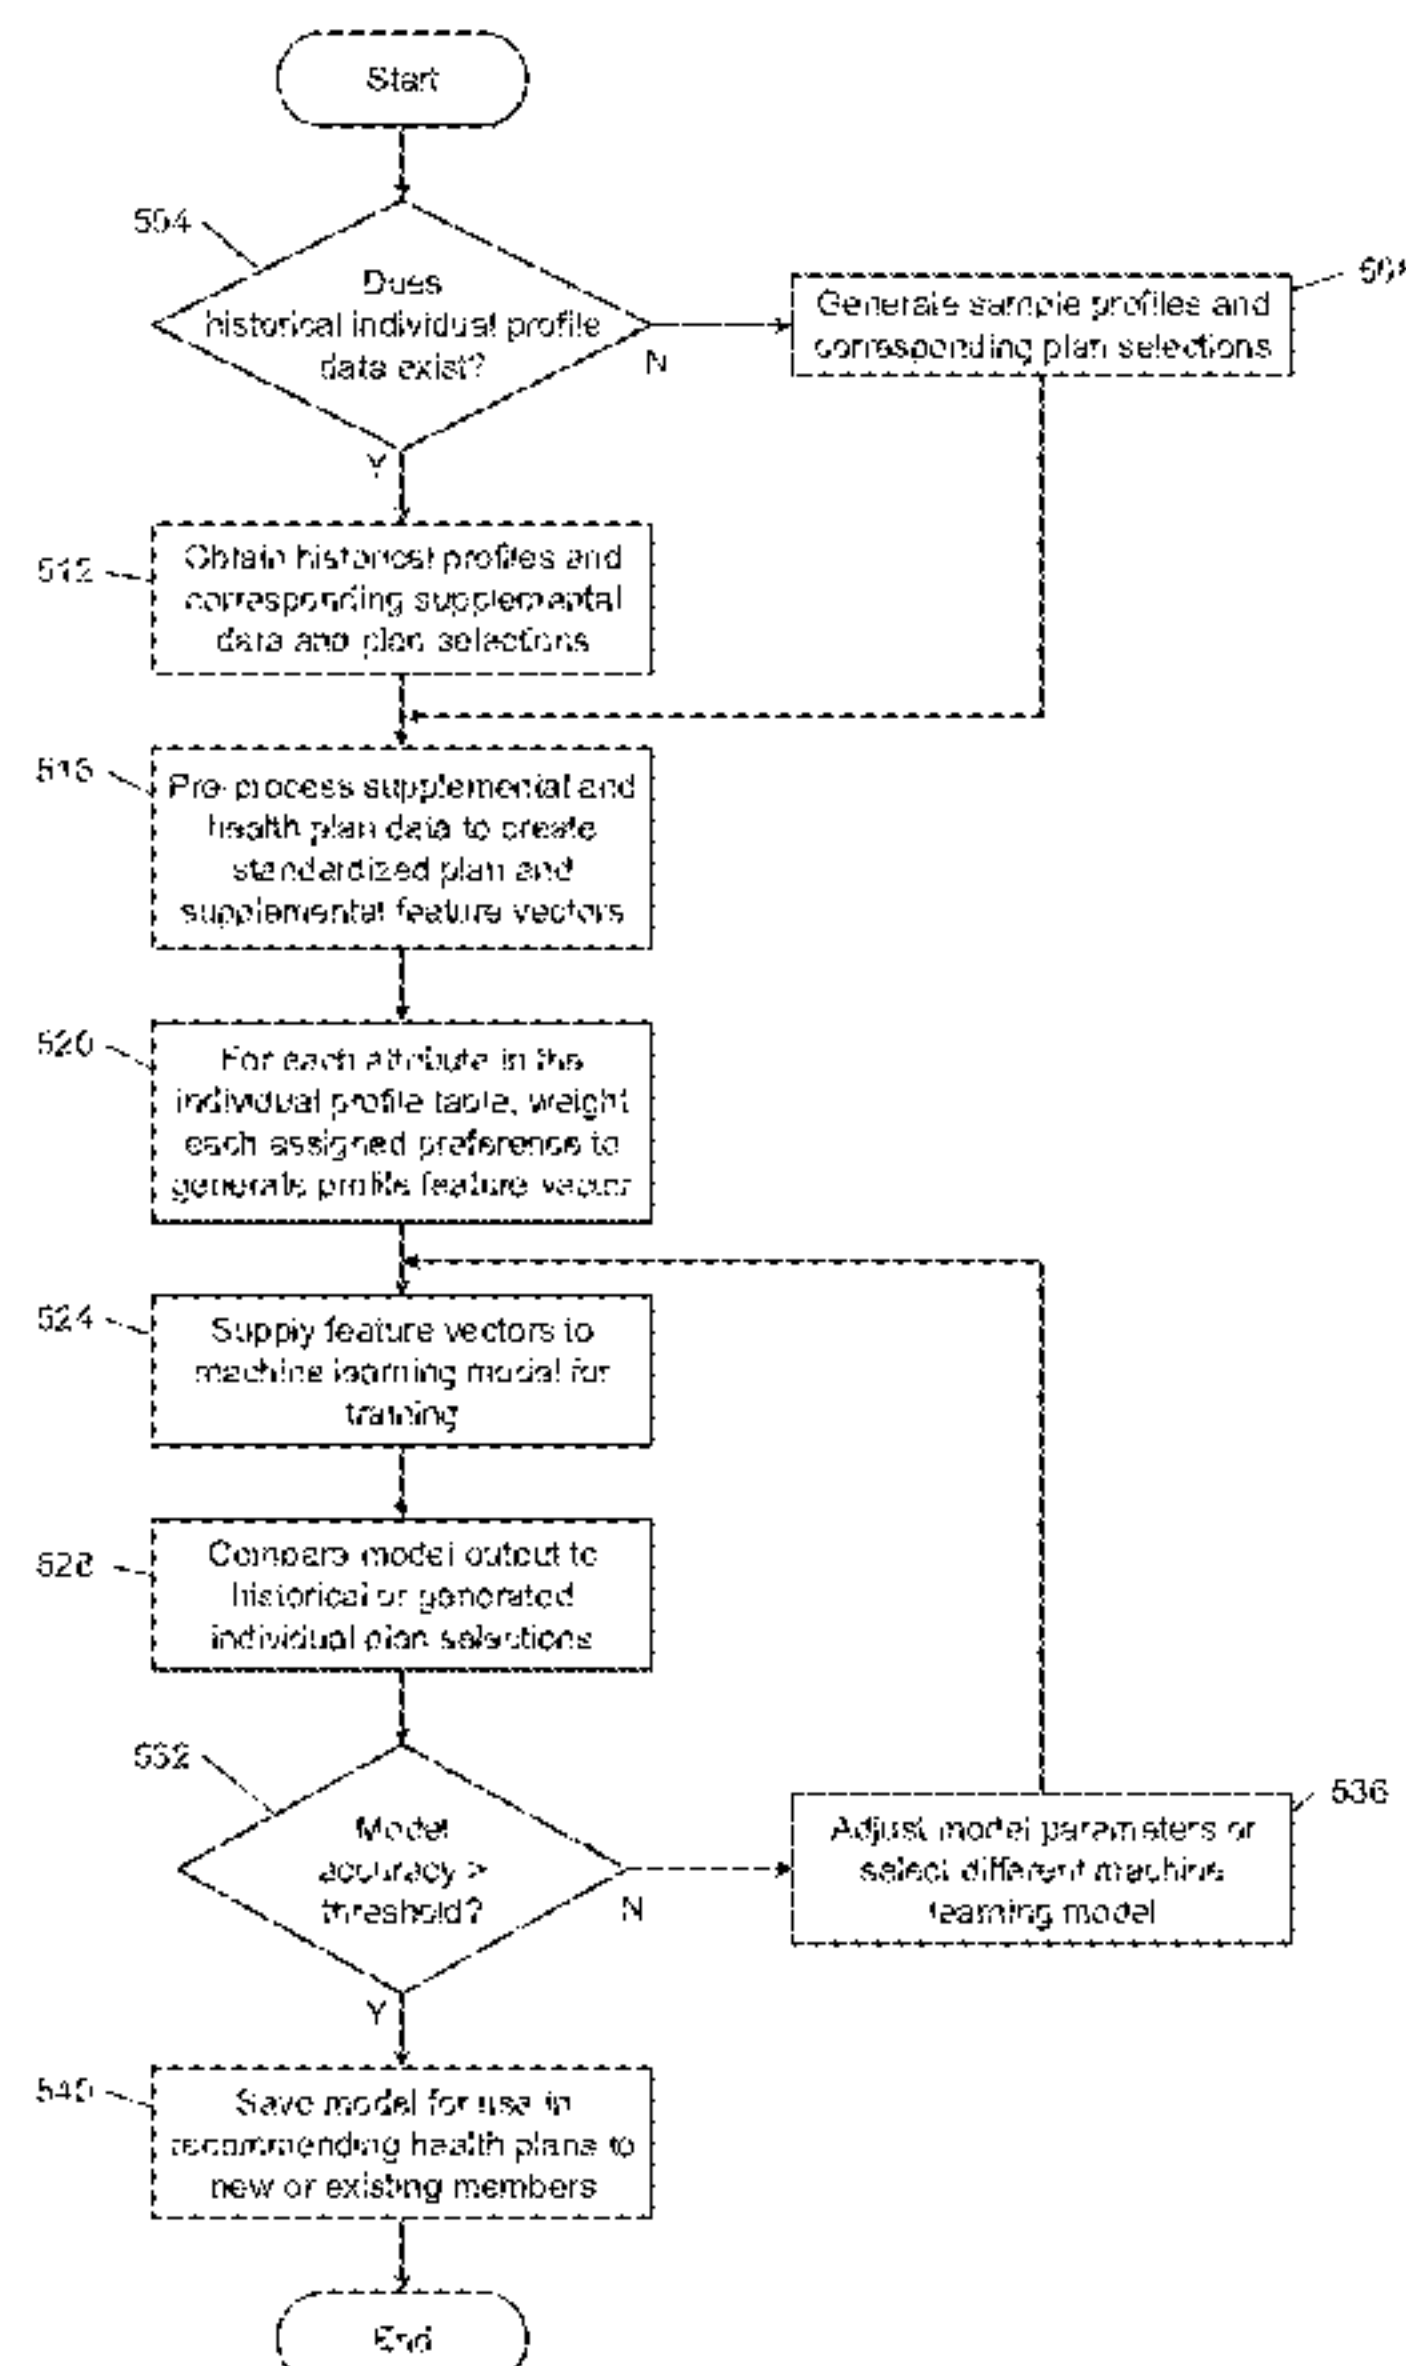 Start
504
Does
historical individual profile
data exist?
N
Generate sample profiles and
corresponding plan selections
Y
512
Obtain historical profiles and
corresponding supplemental
data and plan selections
516
Pre-process supplemental and
health plan data to create
standardized plan and
supplemental feature vectors
520
For each attribute in the
individual profile table, weight
each assigned preference to
generate profile feature vector
524
Supply feature vectors to
machine learning model for
training
528
Compare model output to
historical or generated
individual plan selections
532
Model
accuracy >
threshold?
N
536
Adjust model parameters or
select different machine
learning model
Y
540
Save model for use in
recommending health plans to
new or existing members
End